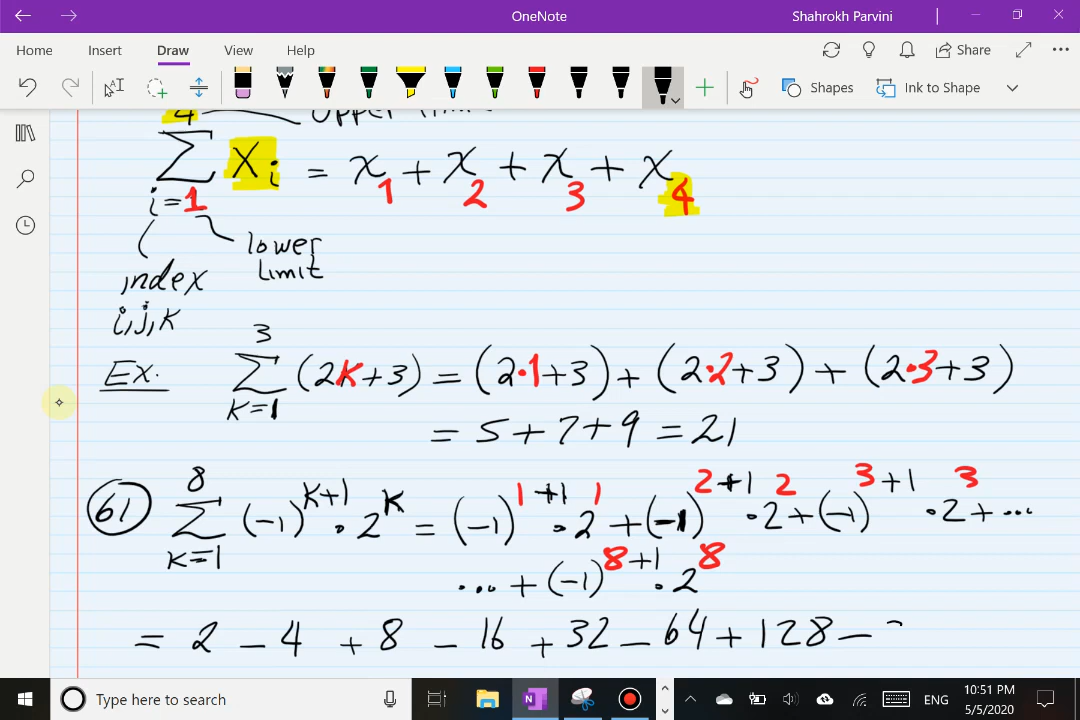 OneNote
Shahrokh Parvini
Home Insert Draw View Help
Share
Shapes
Ink to Shape
4 upper
Σ xᵢ = x₁ + x₂ + x₃ + x₄
i=1
lower
limit
index
i,j,k
3
Ex. Σ (2k+3) = (2·1+3) + (2·2+3) + (2·3+3)
k=1
= 5+7+9 = 21
8
61 Σ (-1)^(k+1) · 2^k = (-1)^(1+1) · 2^1 + (-1)^(2+1) · 2^2 + (-1)^(3+1) · 2^3 + ...
k=1
... + (-1)^(8+1) · 2^8
= 2 - 4 + 8 - 16 + 32 - 64 + 128 -
Type here to search
ENG
10:51 PM
5/5/2020